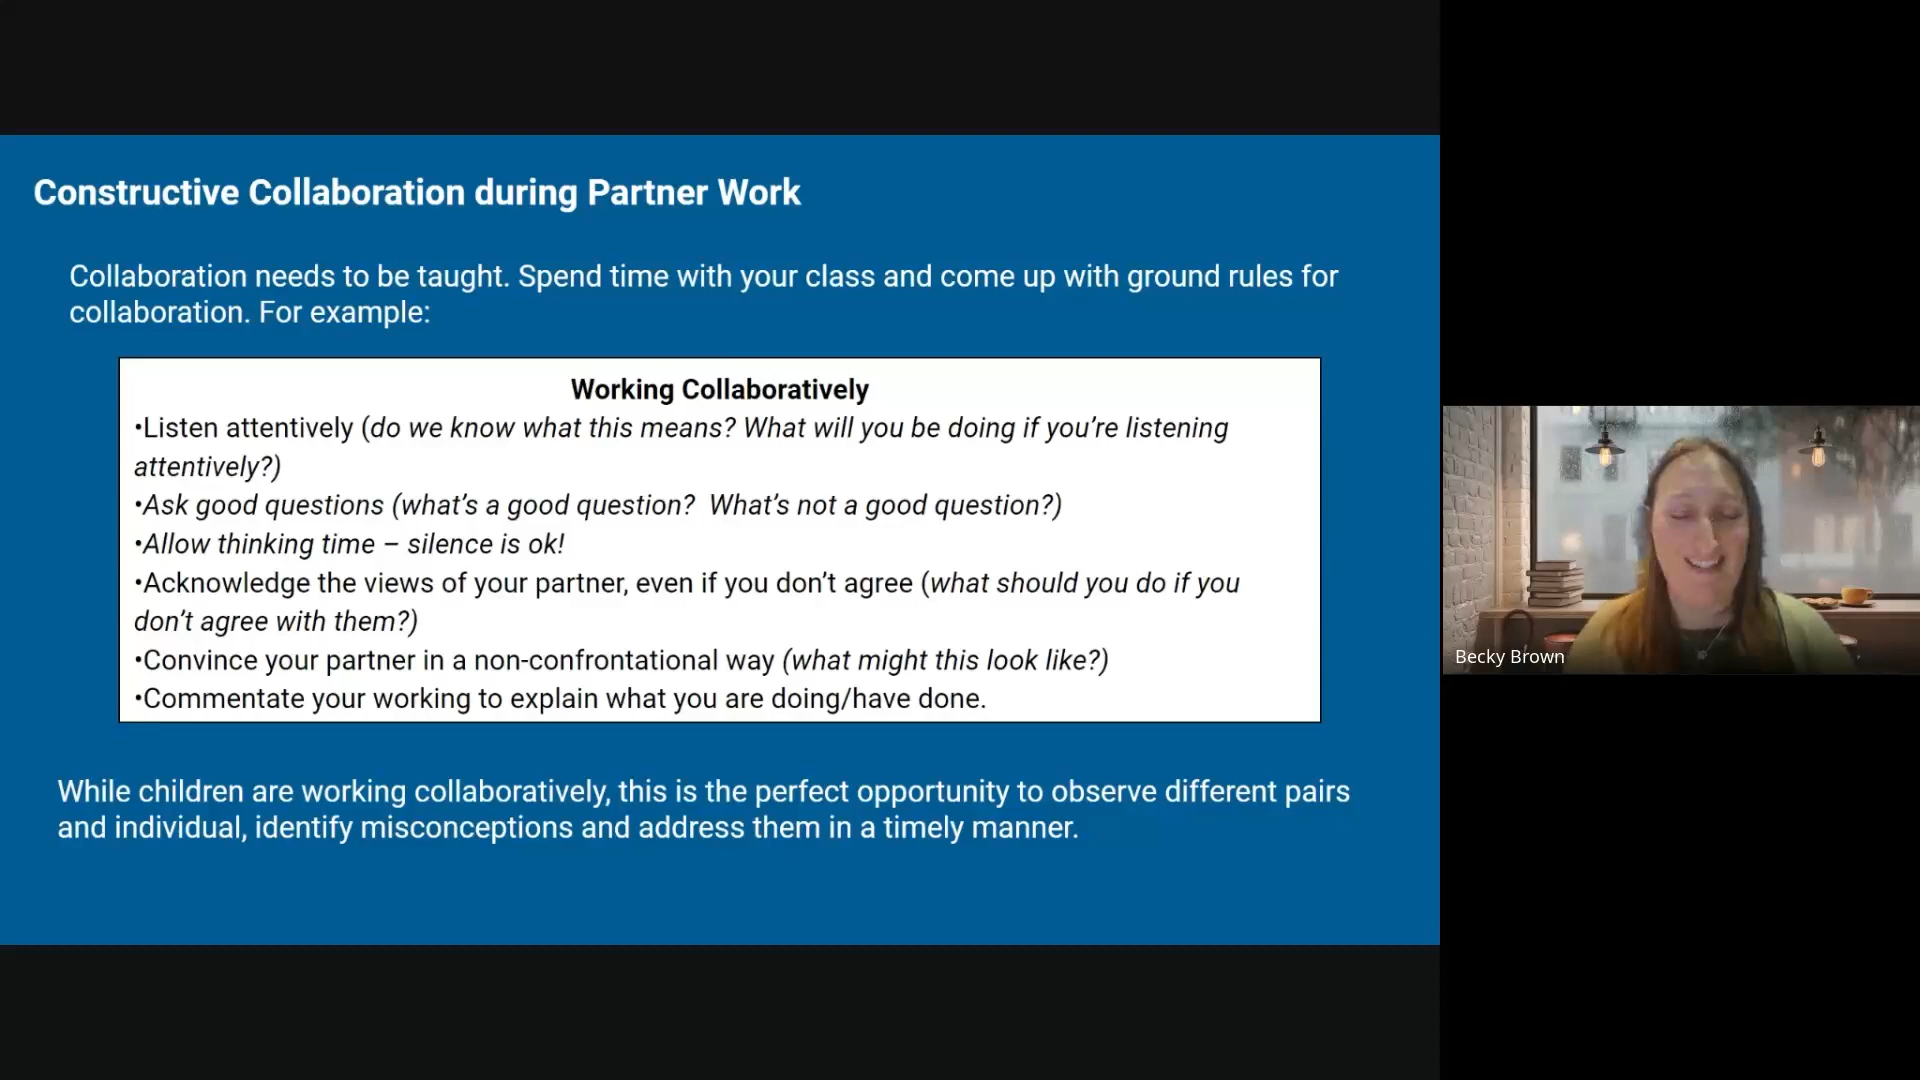 Constructive Collaboration during Partner Work
Collaboration needs to be taught. Spend time with your class and come up with ground rules for
collaboration. For example:
Working Collaboratively
•Listen attentively (do we know what this means? What will you be doing if you’re listening
attentively?)
•Ask good questions (what’s a good question?  What’s not a good question?)
•Allow thinking time – silence is ok!
•Acknowledge the views of your partner, even if you don’t agree (what should you do if you
don’t agree with them?)
•Convince your partner in a non-confrontational way (what might this look like?)
•Commentate your working to explain what you are doing/have done.
While children are working collaboratively, this is the perfect opportunity to observe different pairs
and individual, identify misconceptions and address them in a timely manner.
Becky Brown